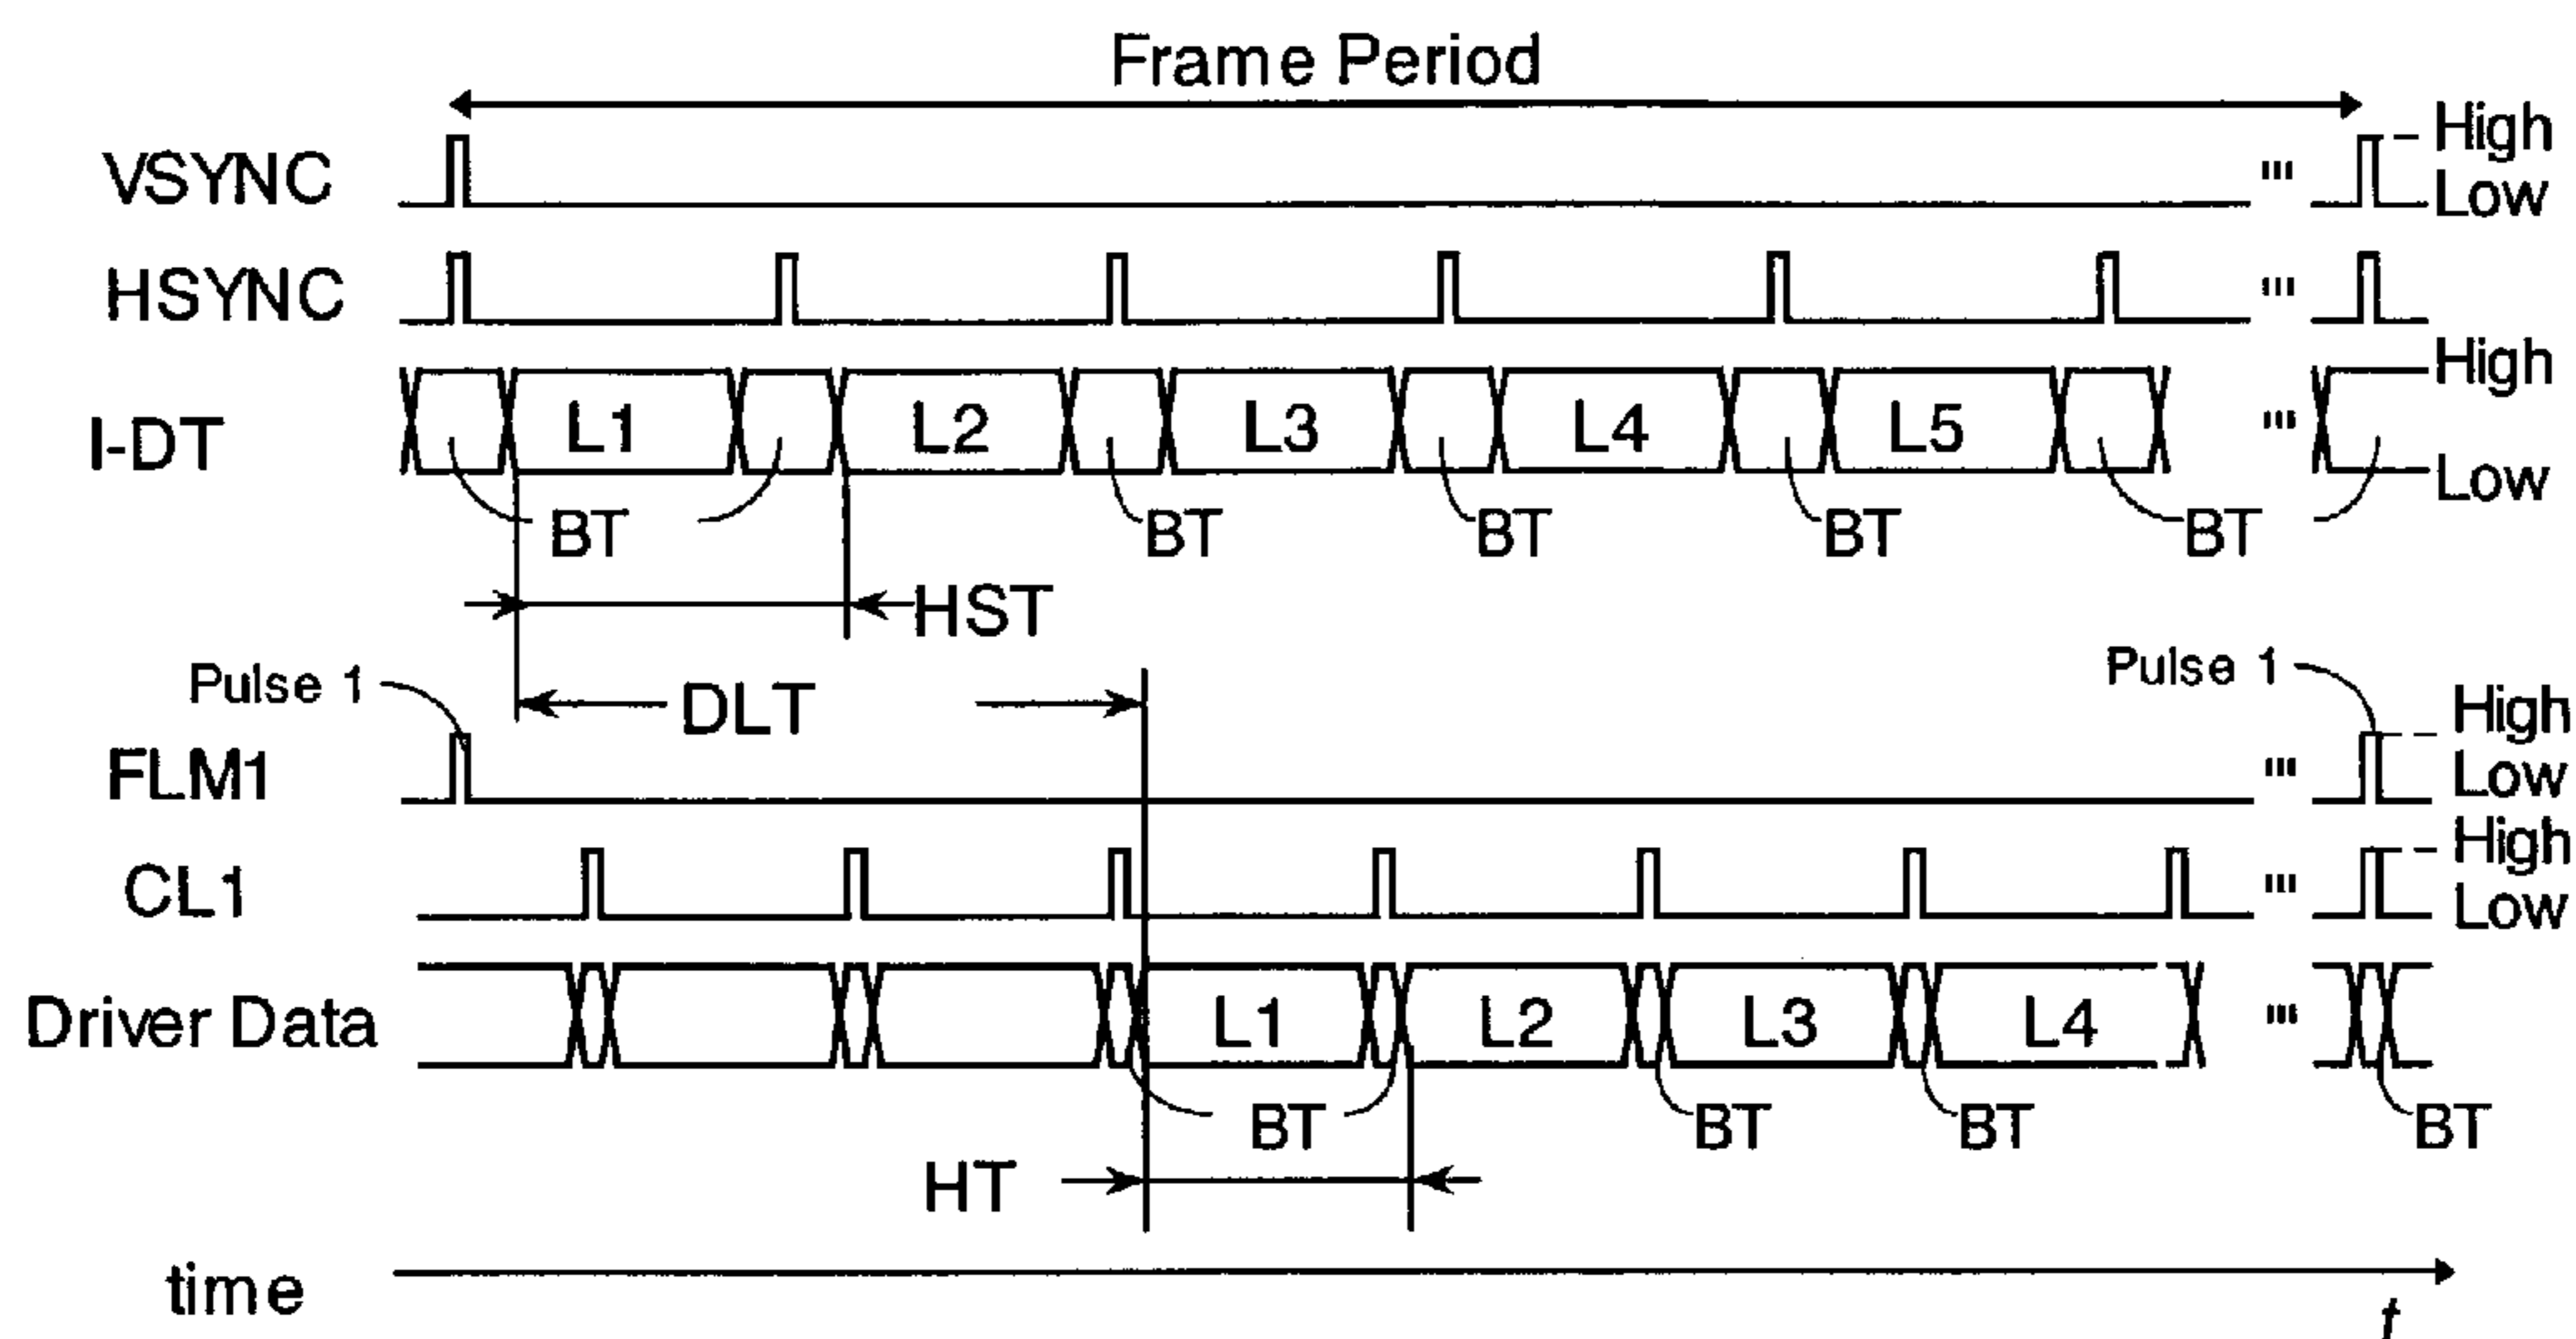 Frame Period
VSYNC
High
Low
HSYNC
I-DT
L1
L2
L3
L4
L5
High
Low
BT
BT
BT
BT
BT
HST
Pulse 1
DLT
Pulse 1
FLM1
High
Low
CL1
High
Low
Driver Data
L1
L2
L3
L4
BT
BT
BT
BT
HT
time
t